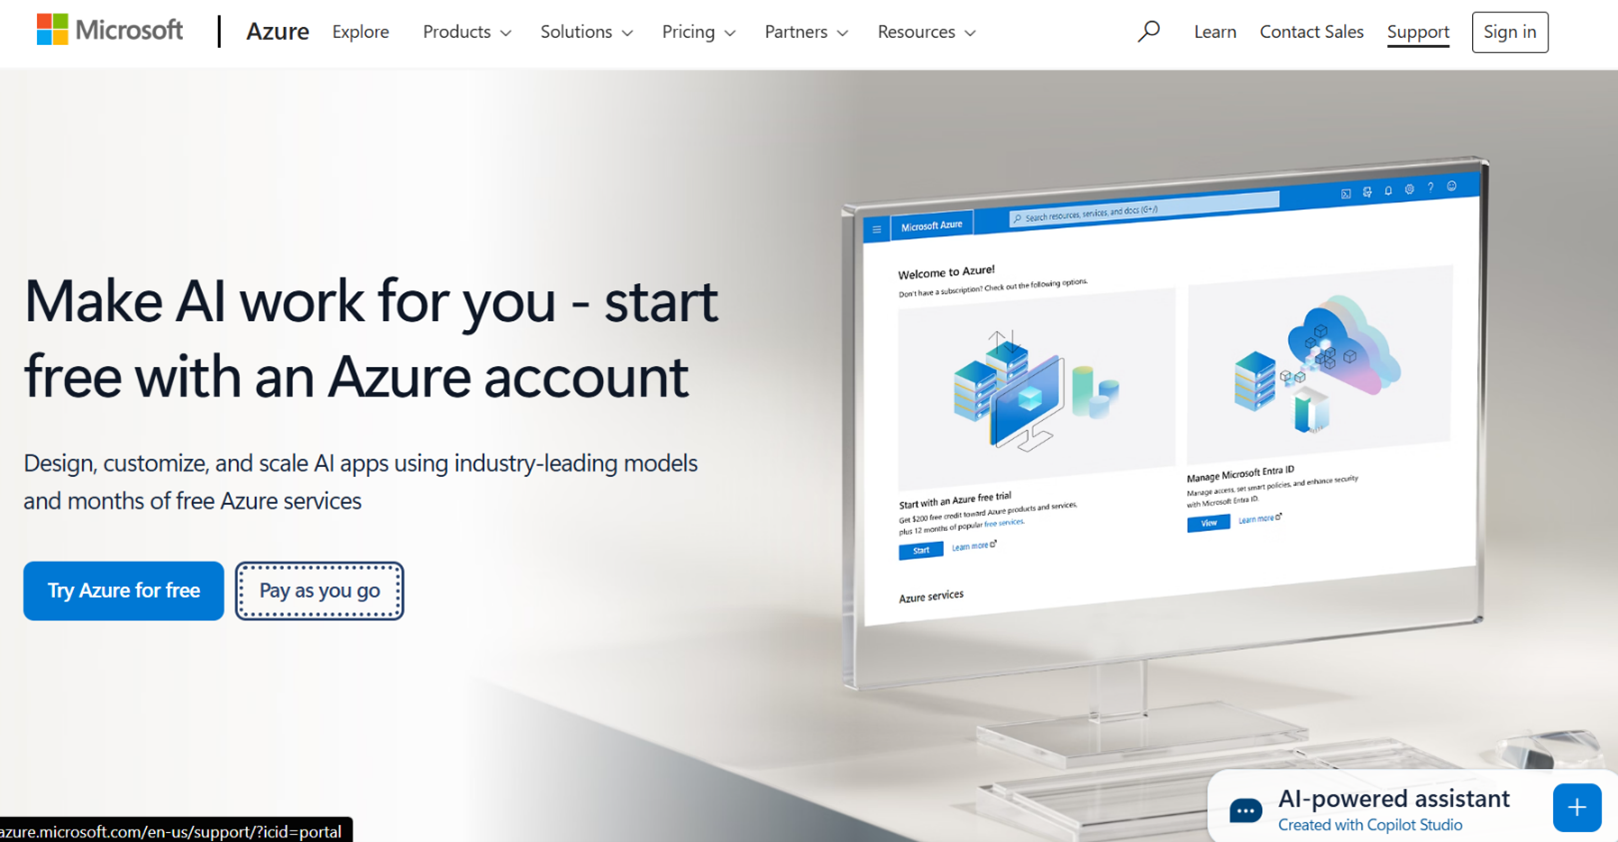 Microsoft
Azure
Explore
Products
Solutions
Pricing
Partners
Resources
Learn
Contact Sales
Support
Sign in
Make AI work for you - start
free with an Azure account
Design, customize, and scale AI apps using industry-leading models
and months of free Azure services
Try Azure for free
Pay as you go
Microsoft Azure
Search resources, services, and docs (G+/)
Welcome to Azure!
Don't have a subscription? Check out the following options.
Start with an Azure free trial
Get $200 free credit toward Azure products and services,
plus 12 months of popular free services.
Start
Learn more
Manage Microsoft Entra ID
Manage access, set smart policies, and enhance security
with Microsoft Entra ID.
View
Learn more
Azure services
AI-powered assistant
Created with Copilot Studio
azure.microsoft.com/en-us/support/?icid=portal